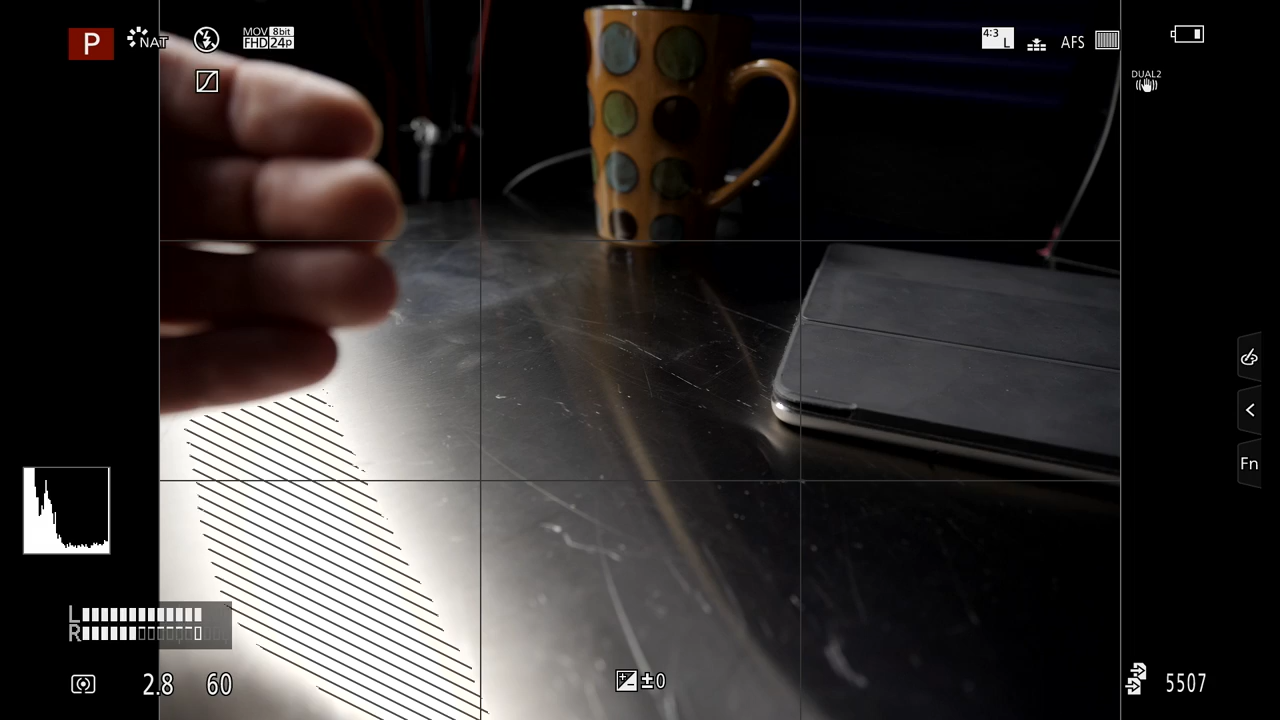 P
NAT
MOV 8bit
FHD 24p
4:3
L
AFS
DUAL2
Fn
L
R
2.8 60
±0
5507